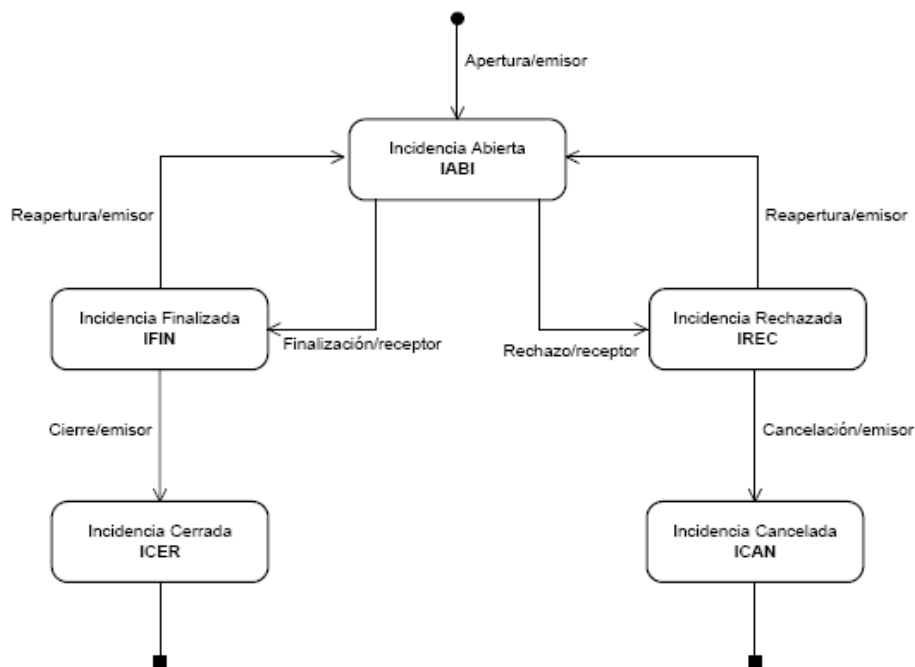 Apertura/emisor
Incidencia Abierta
IABI
Reapertura/emisor
Reapertura/emisor
Incidencia Finalizada
IFIN
Finalización/receptor
Rechazo/receptor
Incidencia Rechazada
IREC
Cierre/emisor
Cancelación/emisor
Incidencia Cerrada
ICER
Incidencia Cancelada
ICAN